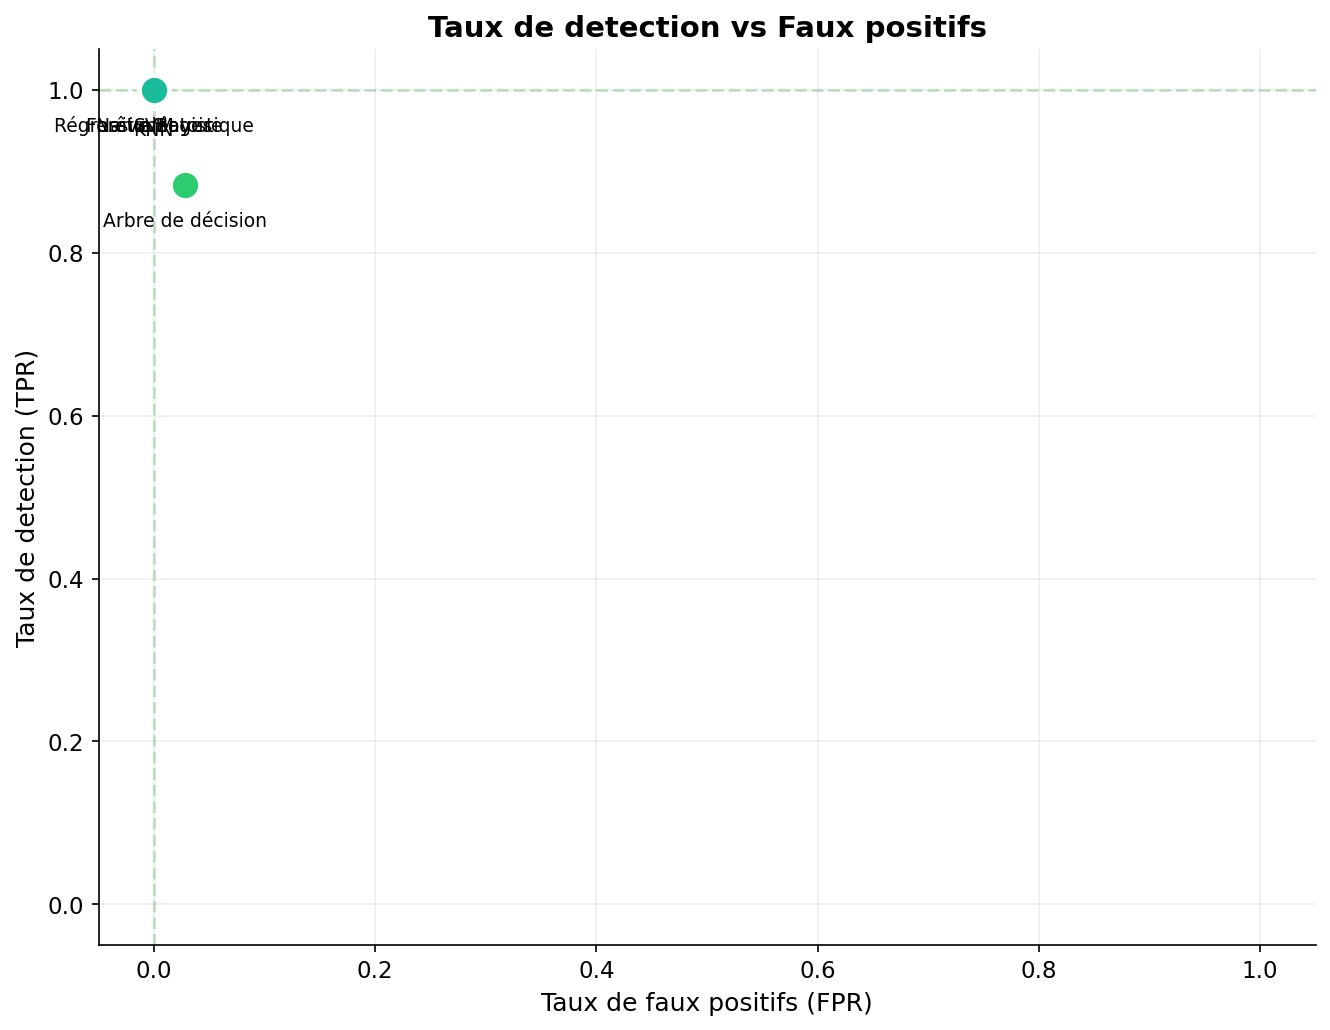 Taux de detection vs Faux positifs
1.0
KNN
Arbre de décision
0.8
0.6
0.4
0.2
0.0
Taux de detection (TPR)
0.0 0.2 0.4 0.6 0.8 1.0
Taux de faux positifs (FPR)